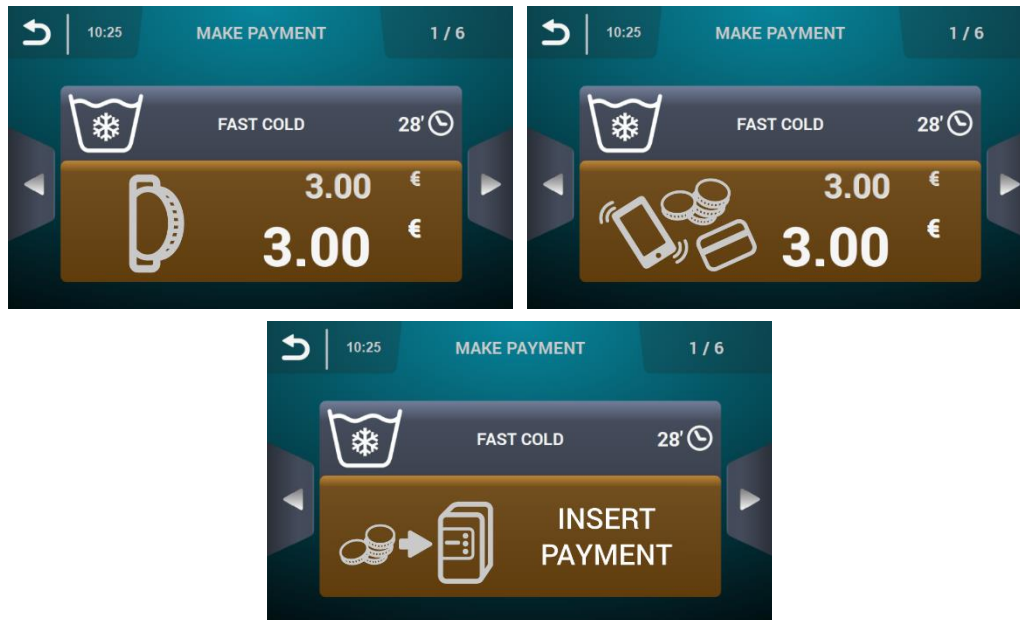 10:25 MAKE PAYMENT 1 / 6
FAST COLD 28'
3.00 €
3.00 €
10:25 MAKE PAYMENT 1 / 6
FAST COLD 28'
3.00 €
3.00 €
10:25 MAKE PAYMENT 1 / 6
FAST COLD 28'
INSERT
PAYMENT